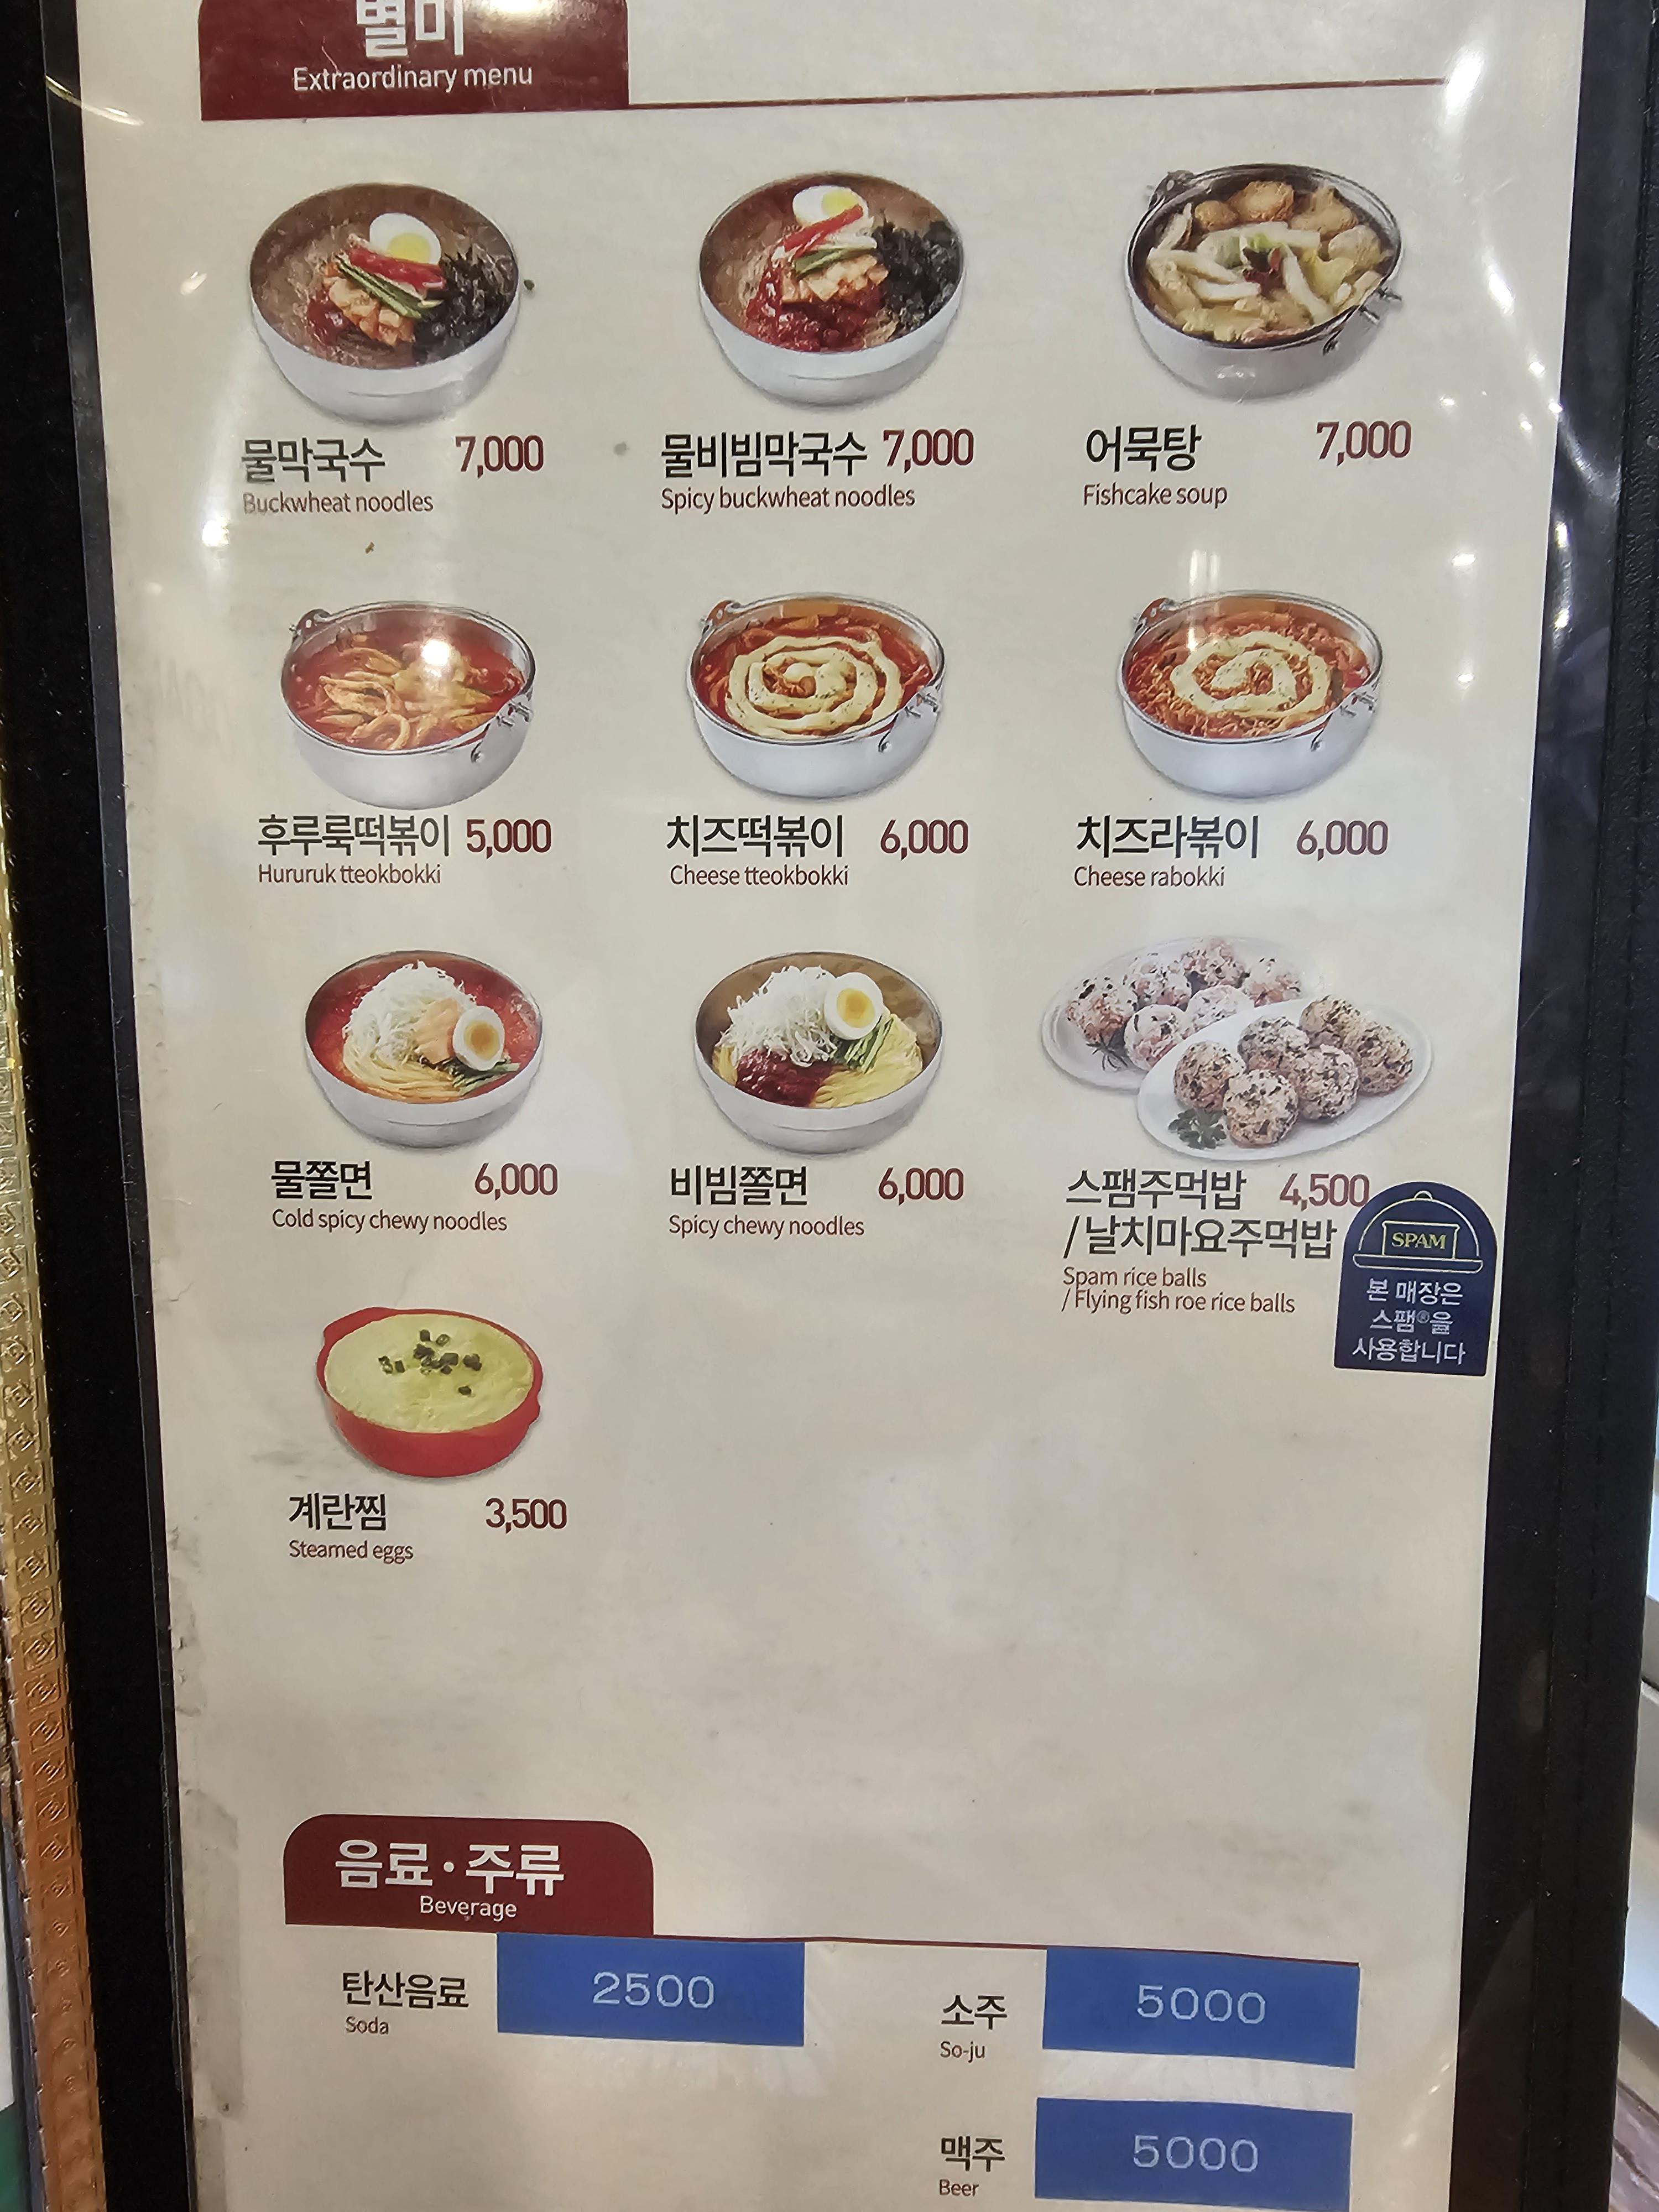 별미
Extraordinary menu
물막국수 7,000
Buckwheat noodles
물비빔막국수 7,000
Spicy buckwheat noodles
어묵탕 7,000
Fishcake soup
후루룩떡볶이 5,000
Hururuk tteokbokki
치즈떡볶이 6,000
Cheese tteokbokki
치즈라볶이 6,000
Cheese rabokki
물쫄면 6,000
Cold spicy chewy noodles
비빔쫄면 6,000
Spicy chewy noodles
스팸주먹밥 4,500
/날치마요주먹밥
Spam rice balls
/ Flying fish roe rice balls
SPAM
본 매장은
스팸®을
사용합니다
계란찜 3,500
Steamed eggs
음료·주류
Beverage
탄산음료 2500
Soda
소주 5000
So-ju
맥주 5000
Beer